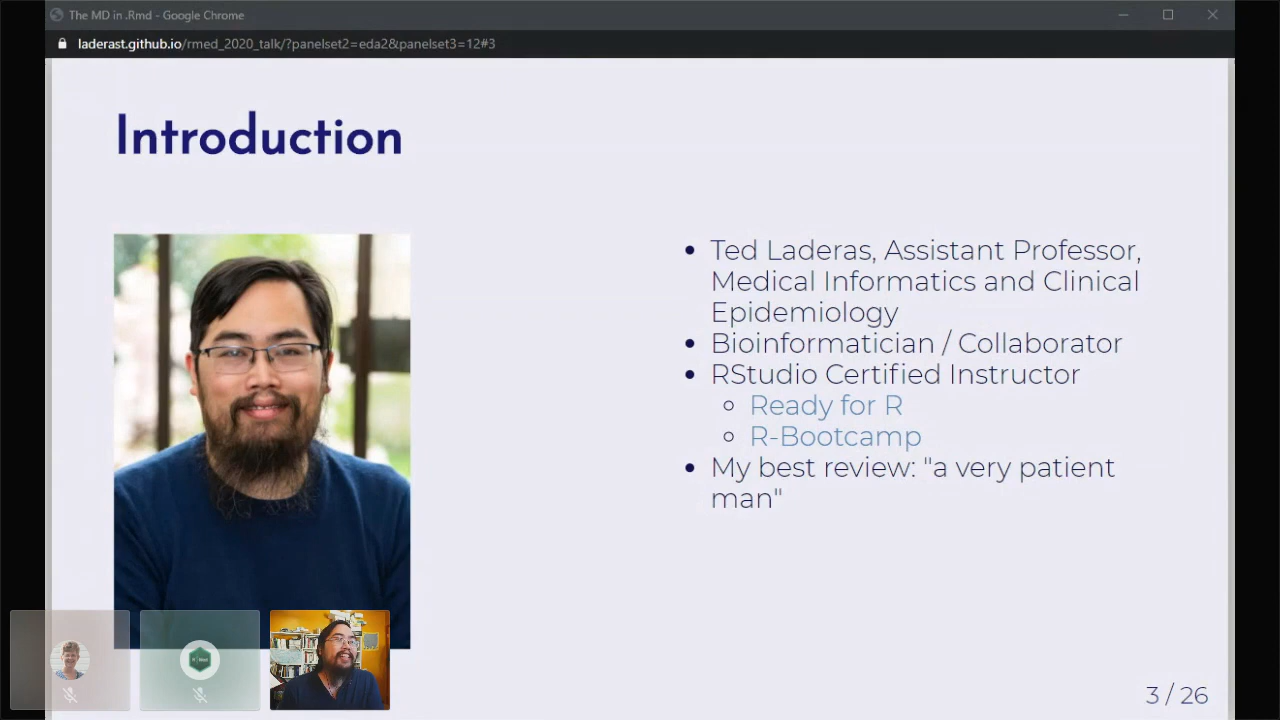 The MD in .Rmd - Google Chrome
laderast.github.io/rmed_2020_talk/?panelset2=eda2&panelset3=12#3
Introduction
Ted Laderas, Assistant Professor,
Medical Informatics and Clinical
Epidemiology
Bioinformatician / Collaborator
RStudio Certified Instructor
Ready for R
R-Bootcamp
My best review: "a very patient
man"
3 / 26